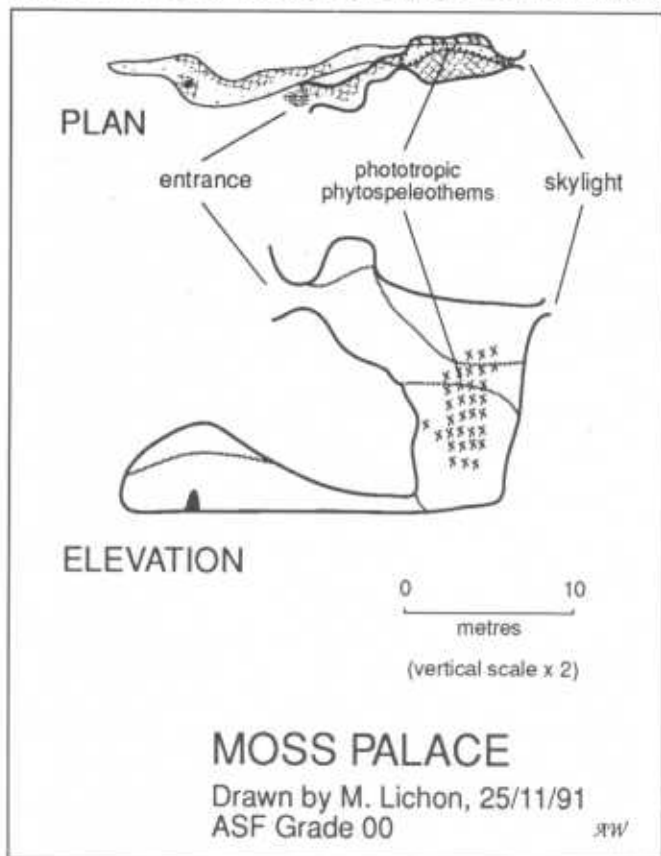 PLAN
entrance
phototropic
phytospeleothems
skylight
ELEVATION
0 10
metres
(vertical scale x 2)
MOSS PALACE
Drawn by M. Lichon, 25/11/91
ASF Grade 00
AW